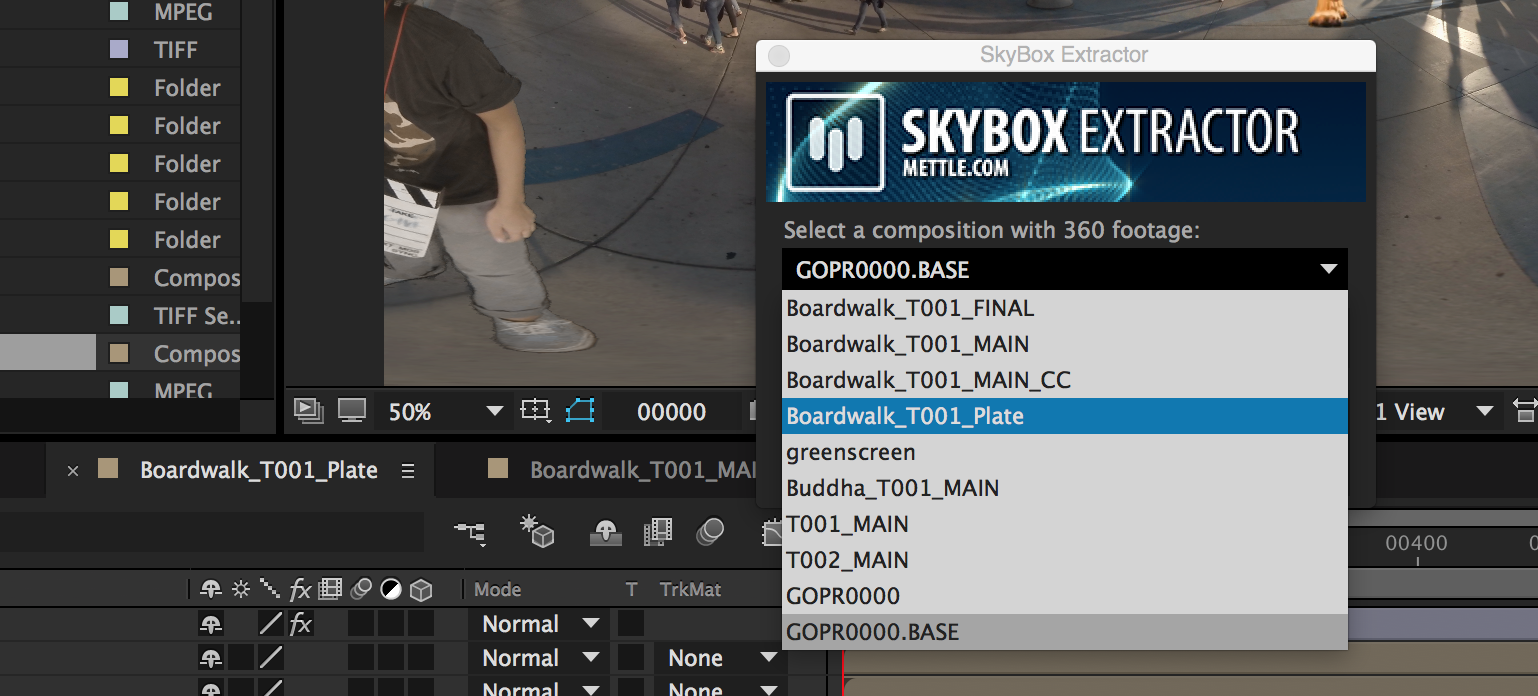 MPEG
TIFF
Folder
Folder
Folder
Folder
Folder
Compos
TIFF Se..
Compos
MPEG
SkyBox Extractor
SKYBOX EXTRACTOR
METTLE.COM
Select a composition with 360 footage:
GOPR0000.BASE
Boardwalk_T001_FINAL
Boardwalk_T001_MAIN
Boardwalk_T001_MAIN_CC
Boardwalk_T001_Plate
greenscreen
Buddha_T001_MAIN
T001_MAIN
T002_MAIN
GOPR0000
GOPR0000.BASE
50% 00000 1 View
Boardwalk_T001_Plate Boardwalk_T001_MAI
00400
fx Mode T TrkMat
fx Normal
Normal None
Normal None